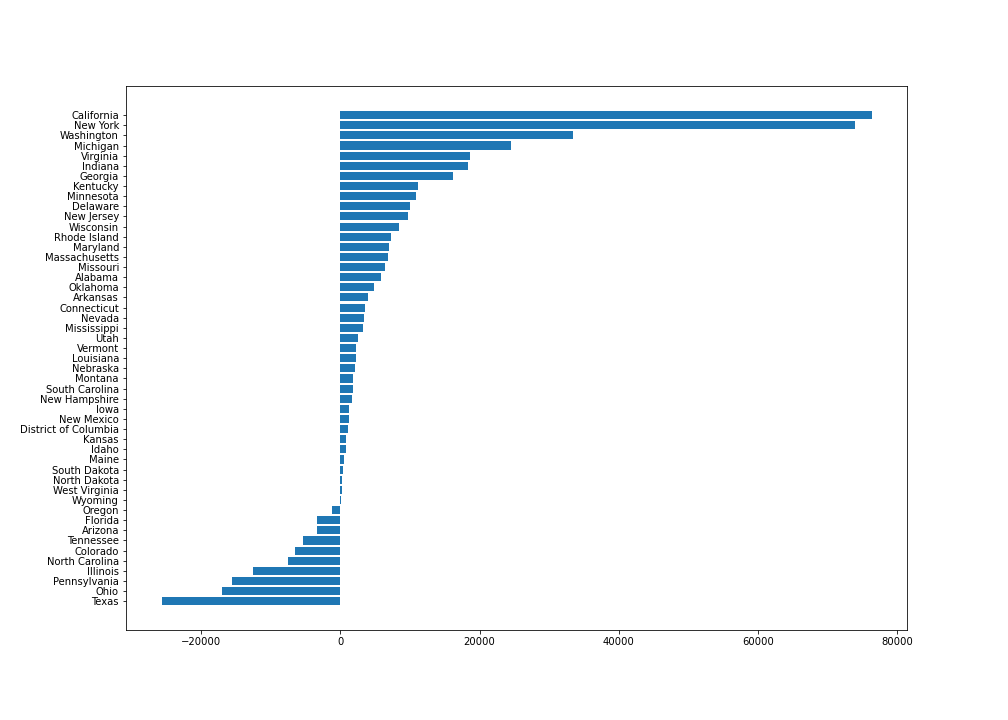 California
New York
Washington
Michigan
Virginia
Indiana
Georgia
Kentucky
Minnesota
Delaware
New Jersey
Wisconsin
Rhode Island
Maryland
Massachusetts
Missouri
Alabama
Oklahoma
Arkansas
Connecticut
Nevada
Mississippi
Utah
Vermont
Louisiana
Nebraska
Montana
South Carolina
New Hampshire
Iowa
New Mexico
District of Columbia
Kansas
Idaho
Maine
South Dakota
North Dakota
West Virginia
Wyoming
Oregon
Florida
Arizona
Tennessee
Colorado
North Carolina
Illinois
Pennsylvania
Ohio
Texas
−20000 0 20000 40000 60000 80000